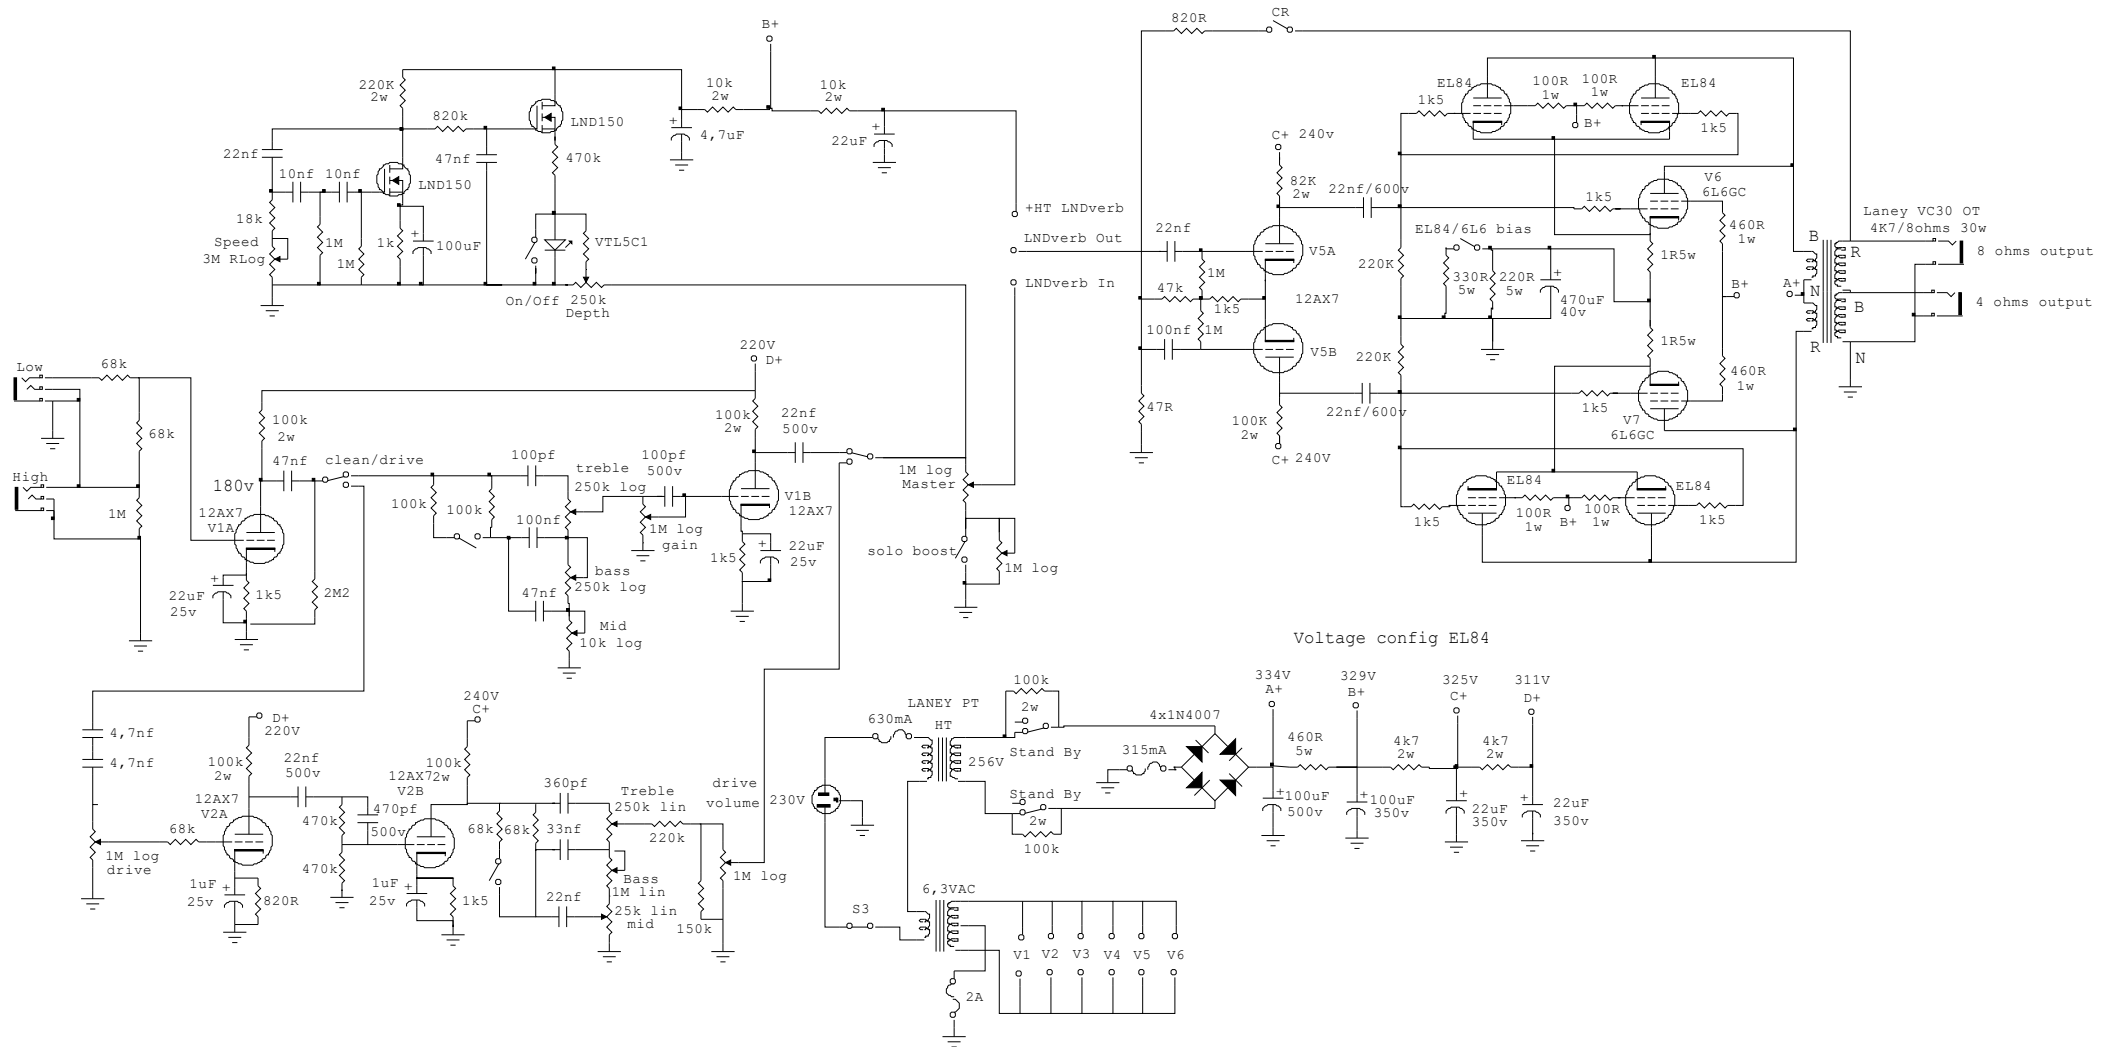 B+
220K
2w
820k
LND150
22nf
10nf
10nf
47nf
LND150
470k
18k
Speed
3M RLog
1M
1M
1k
+
100uF
VTL5C1
On/Off
250k
Depth
10k
2w
10k
2w
+
4,7uF
22uF
+
+HT LNDverb
LNDverb Out
LNDverb In
820R
CR
C+
240v
82K
2w
22nf/600v
22nf
V5A
1M
47k
1k5
12AX7
100nf
1M
V5B
22nf/600v
100K
2w
C+
240V
47R
EL84
100R
1w
100R
1w
EL84
1k5
B+
1k5
V6
6L6GC
1k5
460R
1w
EL84/6L6 bias
220K
330R
5w
220R
5w
+
470uF
40v
1R5w
B+
1R5w
220K
460R
1w
1k5
V7
6L6GC
EL84
EL84
100R
1w
B+
100R
1w
1k5
1k5
Laney VC30 OT
4K7/8ohms 30w
B
R
A+
N
B
R
N
8 ohms output
4 ohms output
Low
68k
68k
High
1M
100k
2w
47nf
clean/drive
180v
12AX7
V1A
+
22uF
25v
1k5
2M2
100pf
treble
250k log
100k
100k
100nf
100pf
500v
1M log
gain
bass
250k log
47nf
Mid
10k log
220V
D+
100k
2w
22nf
500v
V1B
12AX7
1k5
+
22uF
25v
1M log
Master
solo boost
1M log
4,7nf
4,7nf
D+
220V
100k
2w
22nf
500v
12AX7
V2A
68k
1M log
drive
1uF
25v
+
820R
470k
470k
470pf
500v
240V
C+
100k
2w
12AX7
V2B
1uF
25v
+
1k5
360pf
Treble
250k lin
68k
68k
33nf
220k
Bass
1M lin
22nf
25k lin
mid
150k
1M log
drive
volume
230V
630mA
LANEY PT
HT
256V
100k
2w
Stand By
Stand By
2w
100k
4x1N4007
315mA
S3
6,3VAC
2A
V1
V2
V3
V4
V5
V6
Voltage config EL84
334V
A+
329V
B+
325V
C+
311V
D+
460R
5w
4k7
2w
4k7
2w
+
100uF
500v
+
100uF
350v
+
22uF
350v
+
22uF
350v